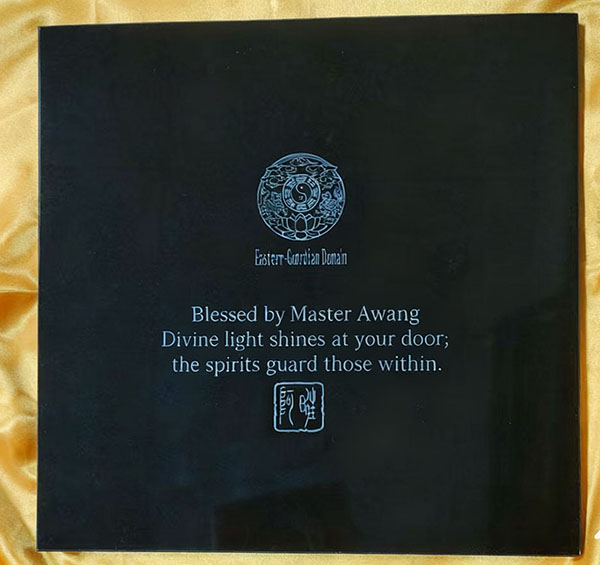 Eastern-Guardian Domain
Blessed by Master Awang
Divine light shines at your door;
the spirits guard those within.